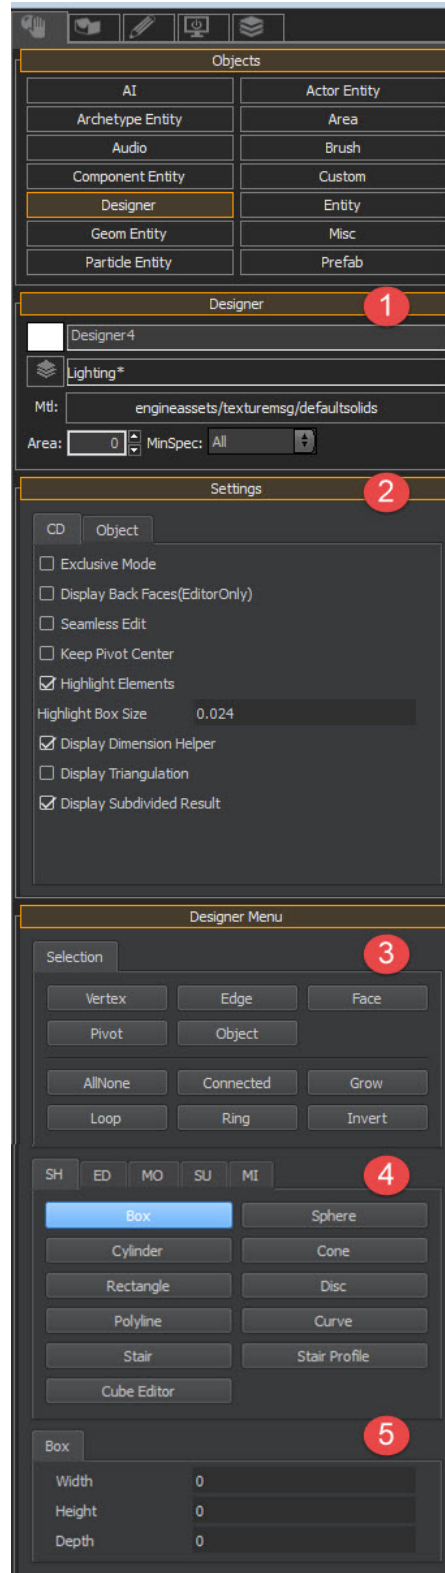 Objects
AI Actor Entity
Archetype Entity Area
Audio Brush
Component Entity Custom
Designer Entity
Geom Entity Misc
Particle Entity Prefab
Designer 1
Designer4
Lighting*
Mtl: engineassets/texturemsg/defaultsolids
Area: 0 MinSpec: All
Settings 2
CD Object
Exclusive Mode
Display Back Faces(EditorOnly)
Seamless Edit
Keep Pivot Center
Highlight Elements
Highlight Box Size 0.024
Display Dimension Helper
Display Triangulation
Display Subdivided Result
Designer Menu
Selection 3
Vertex Edge Face
Pivot Object
AllNone Connected Grow
Loop Ring Invert
SH ED MO SU MI 4
Box Sphere
Cylinder Cone
Rectangle Disc
Polyline Curve
Stair Stair Profile
Cube Editor
Box 5
Width 0
Height 0
Depth 0